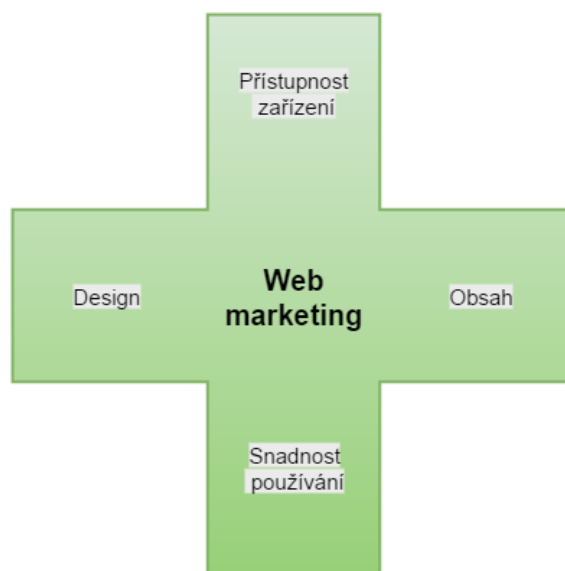 Přístupnost
zařízení
Design
Web
marketing
Obsah
Snadnost
používání